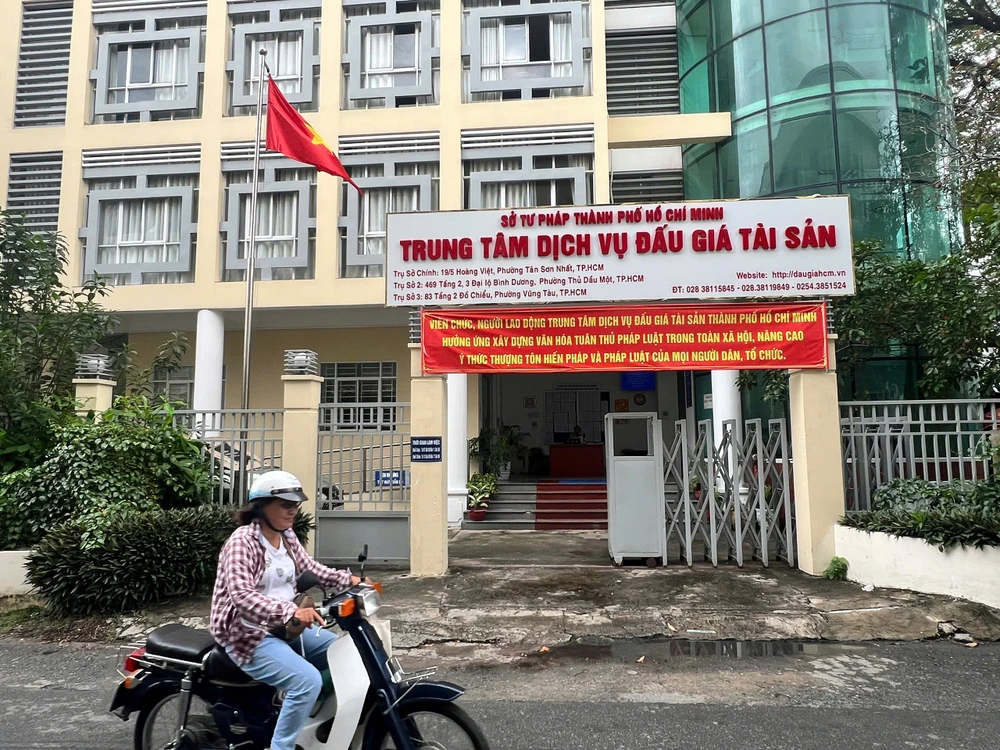 SỞ TƯ PHÁP THÀNH PHỐ HỒ CHÍ MINH
TRUNG TÂM DỊCH VỤ ĐẤU GIÁ TÀI SẢN
Trụ Sở Chính: 19/5 Hoàng Việt, Phường Tân Sơn Nhất, TP.HCM
Trụ Sở 2: 469 Tầng 2, 3 Đại lộ Bình Dương, Phường Thủ Dầu Một, TP.HCM
Trụ Sở 3: 83 Tầng 2 Đồ Chiểu, Phường Vũng Tàu, TP.HCM
Website: http://daugiahcm.vn
ĐT: 028 38115845 - 028.38119849 - 0254.3851524
VIÊN CHỨC, NGƯỜI LAO ĐỘNG TRUNG TÂM DỊCH VỤ ĐẤU GIÁ TÀI SẢN THÀNH PHỐ HỒ CHÍ MINH
HƯỞNG ỨNG XÂY DỰNG VĂN HÓA TUÂN THỦ PHÁP LUẬT TRONG TOÀN XÃ HỘI, NÂNG CAO
Ý THỨC THƯỢNG TÔN HIẾN PHÁP VÀ PHÁP LUẬT CỦA MỌI NGƯỜI DÂN, TỔ CHỨC.
THỜI GIAN LÀM VIỆC